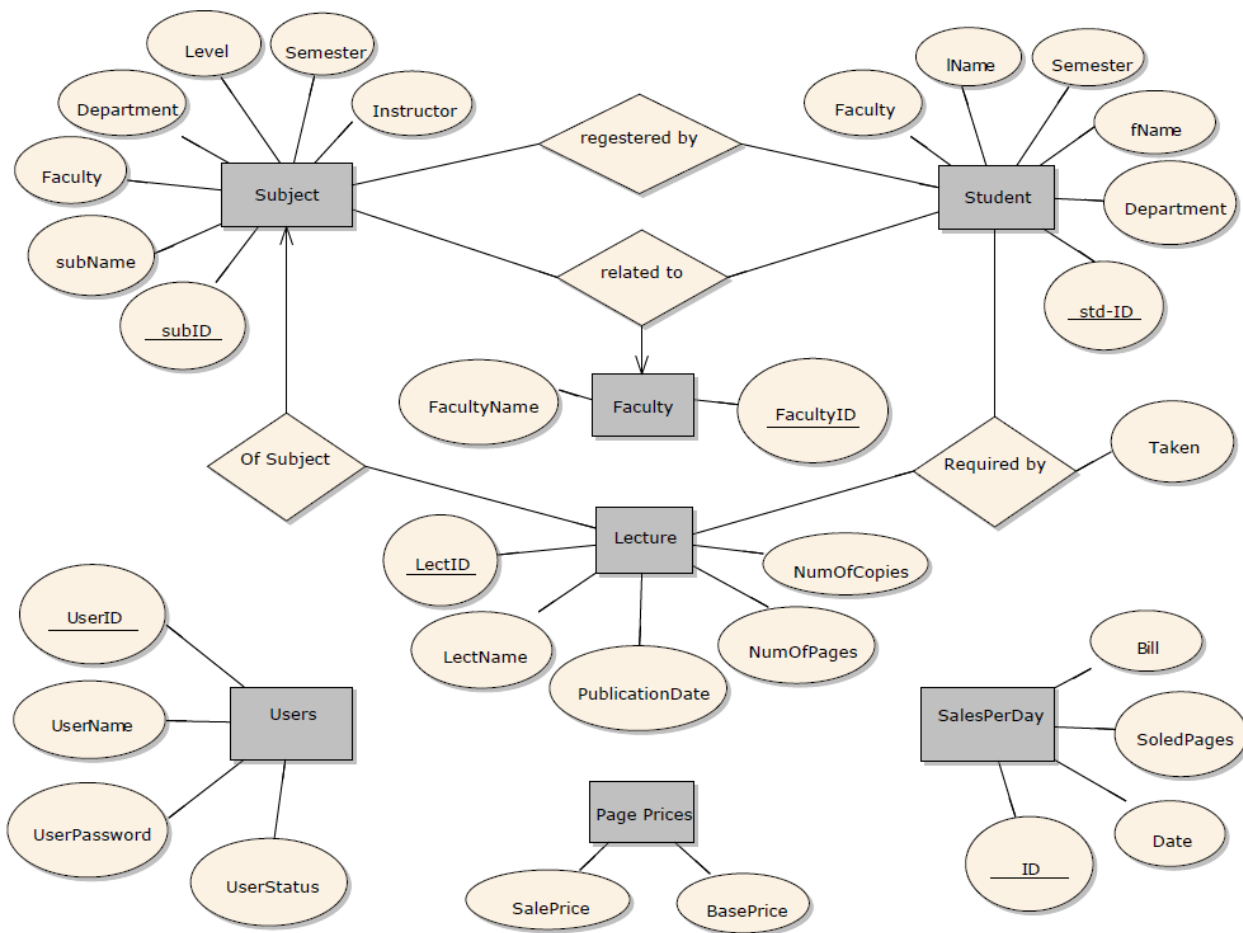 Level
Semester
lName
Semester
Department
Instructor
Faculty
fName
regestered by
Faculty
Subject
Student
Department
subName
related to
subID
std-ID
FacultyName
Faculty
FacultyID
Of Subject
Required by
Taken
Lecture
LectID
NumOfCopies
UserID
LectName
NumOfPages
Bill
PublicationDate
Users
SalesPerDay
UserName
SoledPages
Page Prices
UserPassword
Date
UserStatus
ID
SalePrice
BasePrice